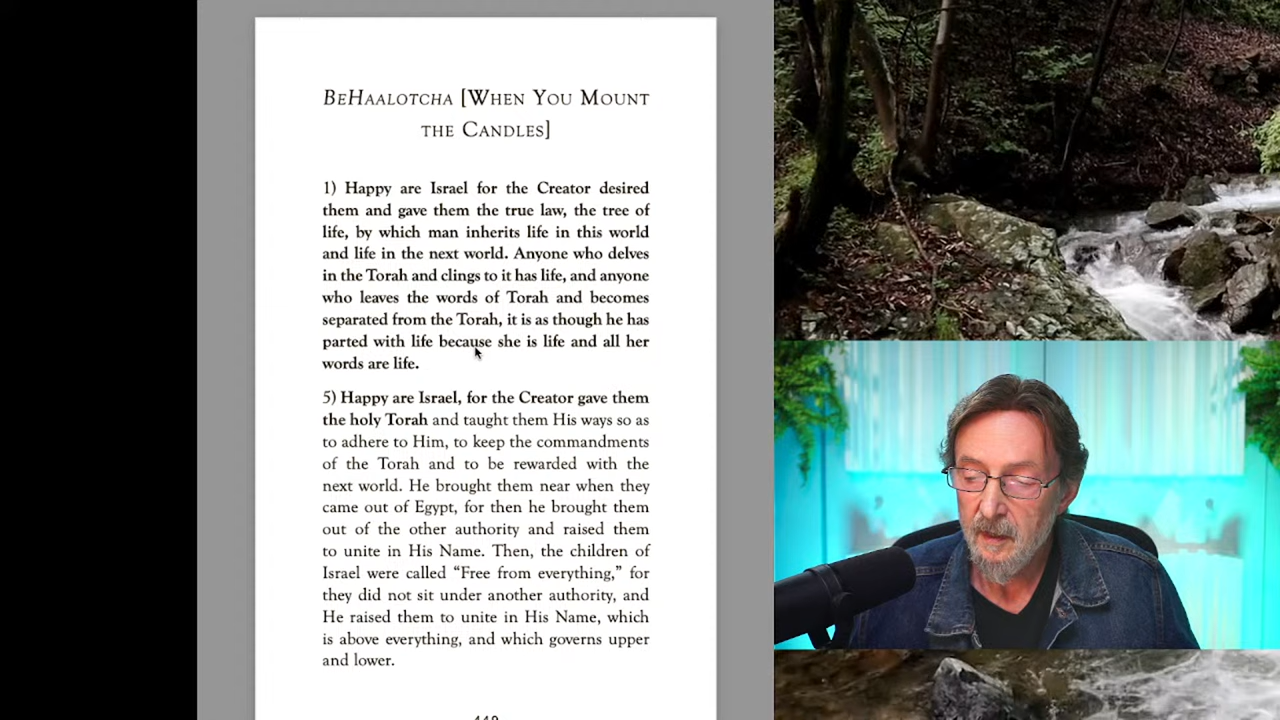 BEHAALOTCHA [WHEN YOU MOUNT
THE CANDLES]
1) Happy are Israel for the Creator desired
them and gave them the true law, the tree of
life, by which man inherits life in this world
and life in the next world. Anyone who delves
in the Torah and clings to it has life, and anyone
who leaves the words of Torah and becomes
separated from the Torah, it is as though he has
parted with life because she is life and all her
words are life.
5) Happy are Israel, for the Creator gave them
the holy Torah and taught them His ways so as
to adhere to Him, to keep the commandments
of the Torah and to be rewarded with the
next world. He brought them near when they
came out of Egypt, for then he brought them
out of the other authority and raised them
to unite in His Name. Then, the children of
Israel were called “Free from everything,” for
they did not sit under another authority, and
He raised them to unite in His Name, which
is above everything, and which governs upper
and lower.